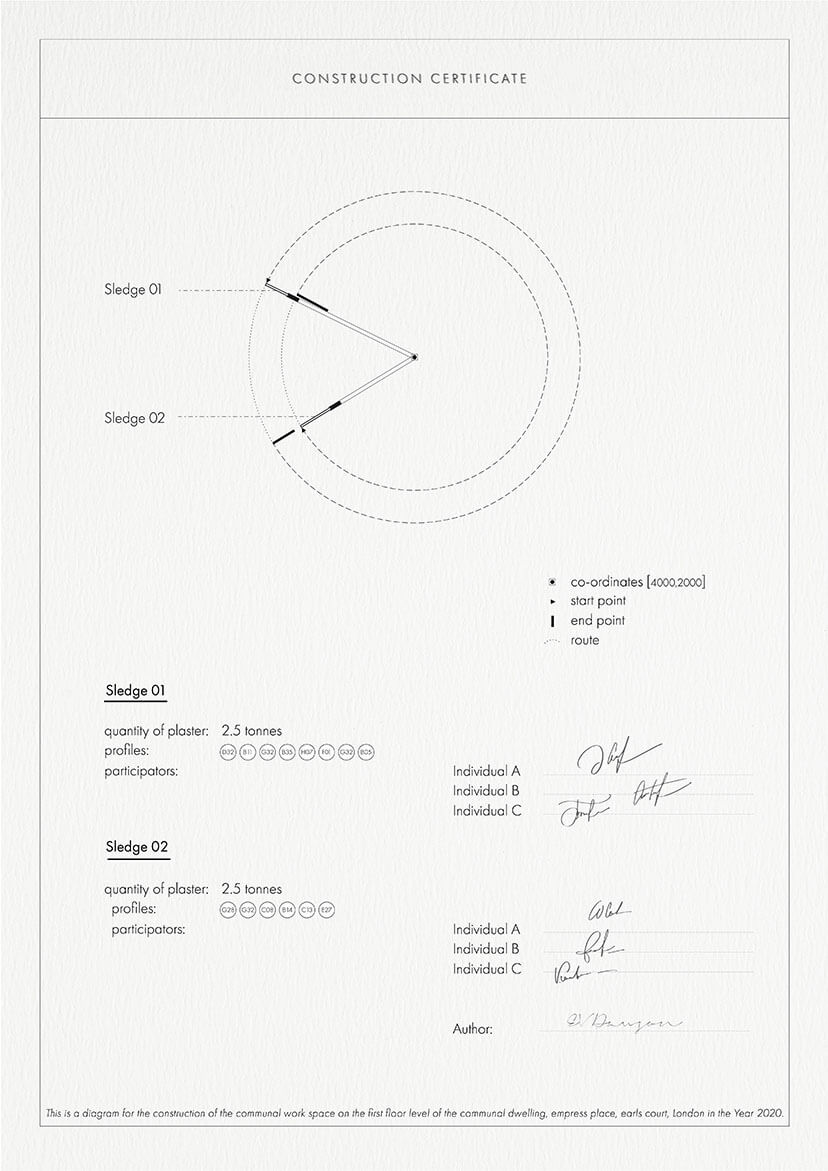 CONSTRUCTION CERTIFICATE
Sledge 01
Sledge 02
co-ordinates [4000,2000]
start point
end point
route
Sledge 01
quantity of plaster: 2.5 tonnes
profiles: D32 B11 G32 B35 H07 F01 G32 B05
participators:
Individual A
Individual B
Individual C
Sledge 02
quantity of plaster: 2.5 tonnes
profiles: G26 G32 C08 B14 C13 E27
participators:
Individual A
Individual B
Individual C
Author:
This is a diagram for the construction of the communal work space on the first floor level of the communal dwelling, empress place, earls court, London in the Year 2020.